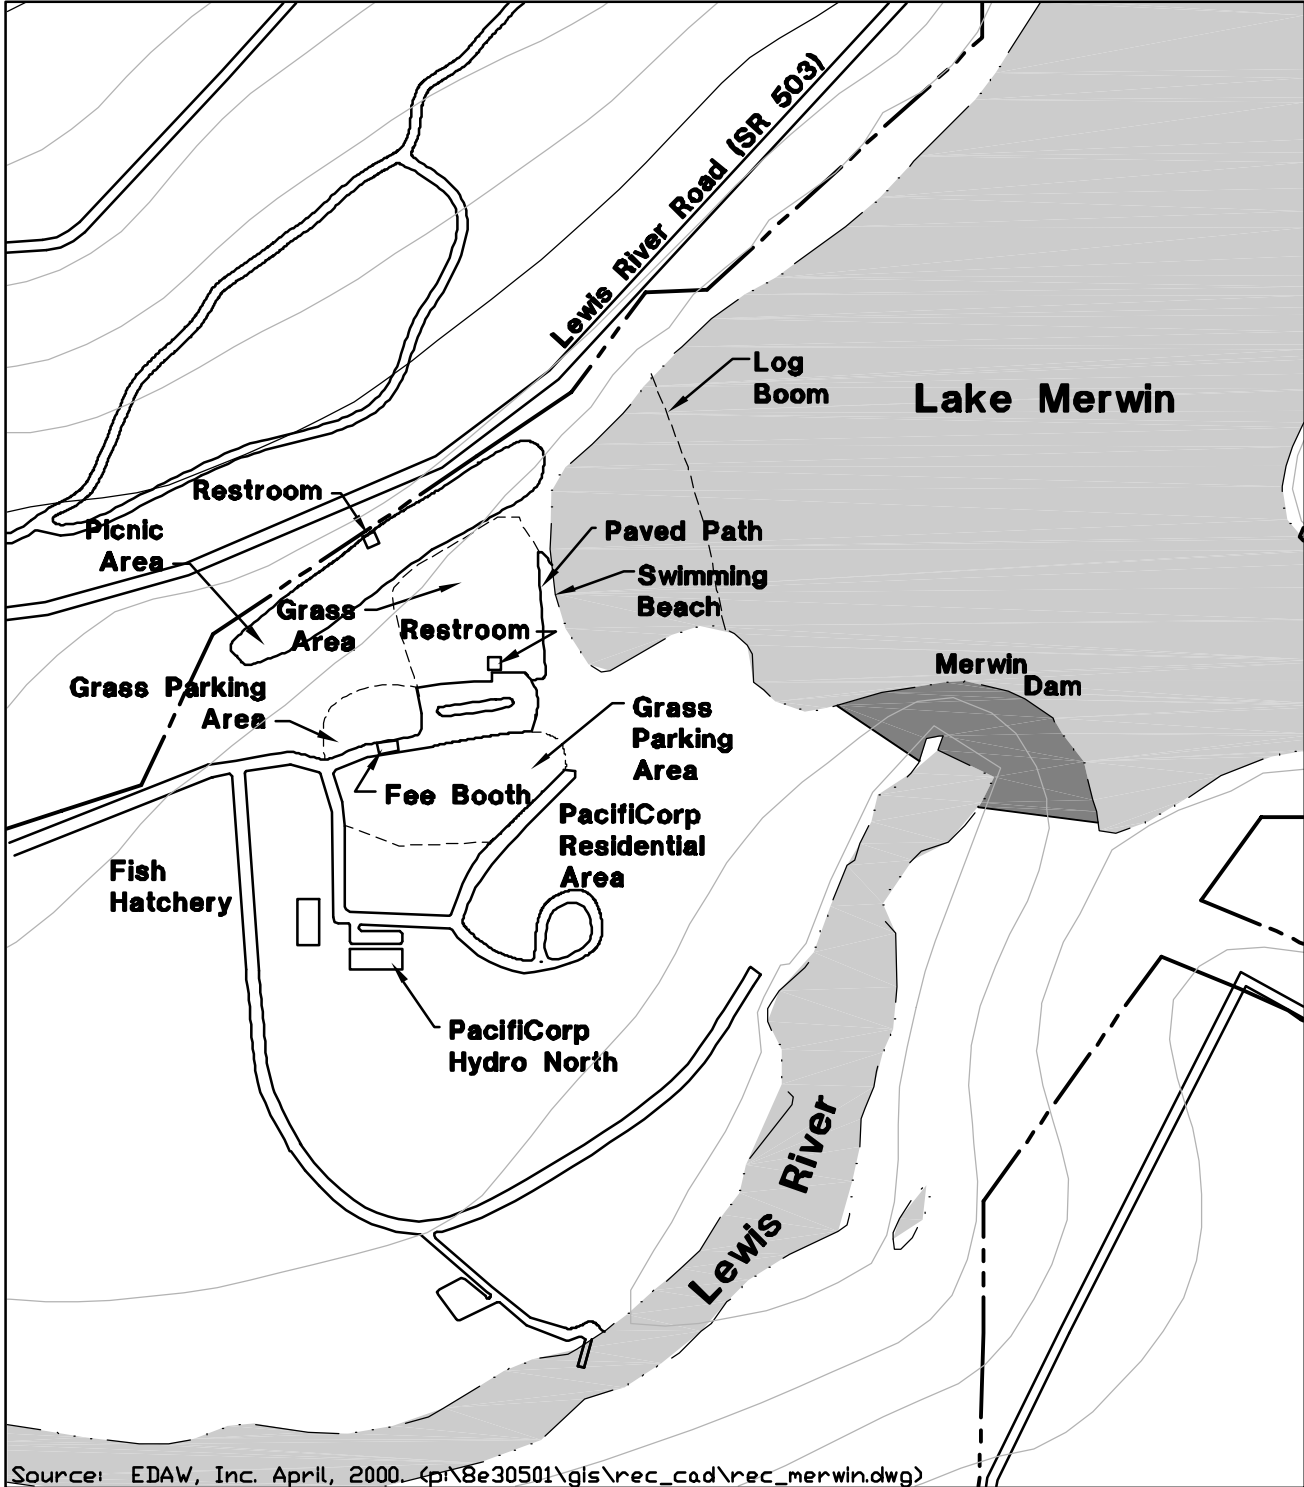 Lewis River Road (SR 503)
Log
Boom
Lake Merwin
Restroom
Picnic
Area
Paved Path
Swimming
Beach
Grass
Area
Restroom
Merwin
Dam
Grass Parking
Area
Grass
Parking
Area
Fee Booth
PacifiCorp
Residential
Area
Fish
Hatchery
PacifiCorp
Hydro North
Lewis River
Source: EDAW, Inc. April, 2000. (p:\8e30501\gis\rec_cad\rec_merwin.dwg)